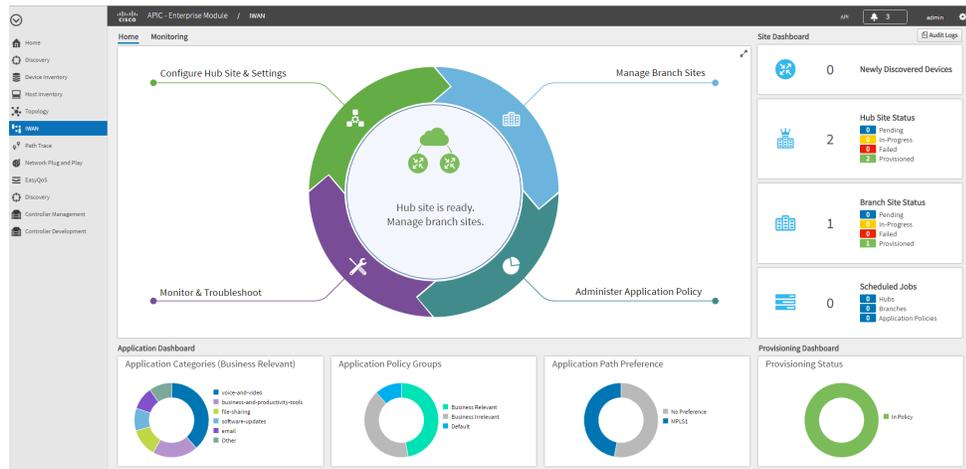 CISCO APIC - Enterprise Module / IWAN API 3 admin
Home
Discovery
Device Inventory
Host Inventory
Topology
IWAN
Path Trace
Network Plug and Play
EasyQoS
Discovery
Controller Management
Controller Development
Home Monitoring
Configure Hub Site & Settings
Manage Branch Sites
Hub site is ready.
Manage branch sites.
Monitor & Troubleshoot
Administer Application Policy
Site Dashboard
Audit Logs
0 Newly Discovered Devices
Hub Site Status
2
0 Pending
0 In-Progress
0 Failed
2 Provisioned
Branch Site Status
1
0 Pending
0 In-Progress
0 Failed
1 Provisioned
Scheduled Jobs
0
0 Hubs
0 Branches
0 Application Policies
Application Dashboard
Application Categories (Business Relevant)
voice-and-video
business-and-productivity-tools
file-sharing
software-updates
email
Other
Application Policy Groups
Business Relevant
Business Irrelevant
Default
Application Path Preference
No Preference
MPLS1
Provisioning Dashboard
Provisioning Status
In Policy